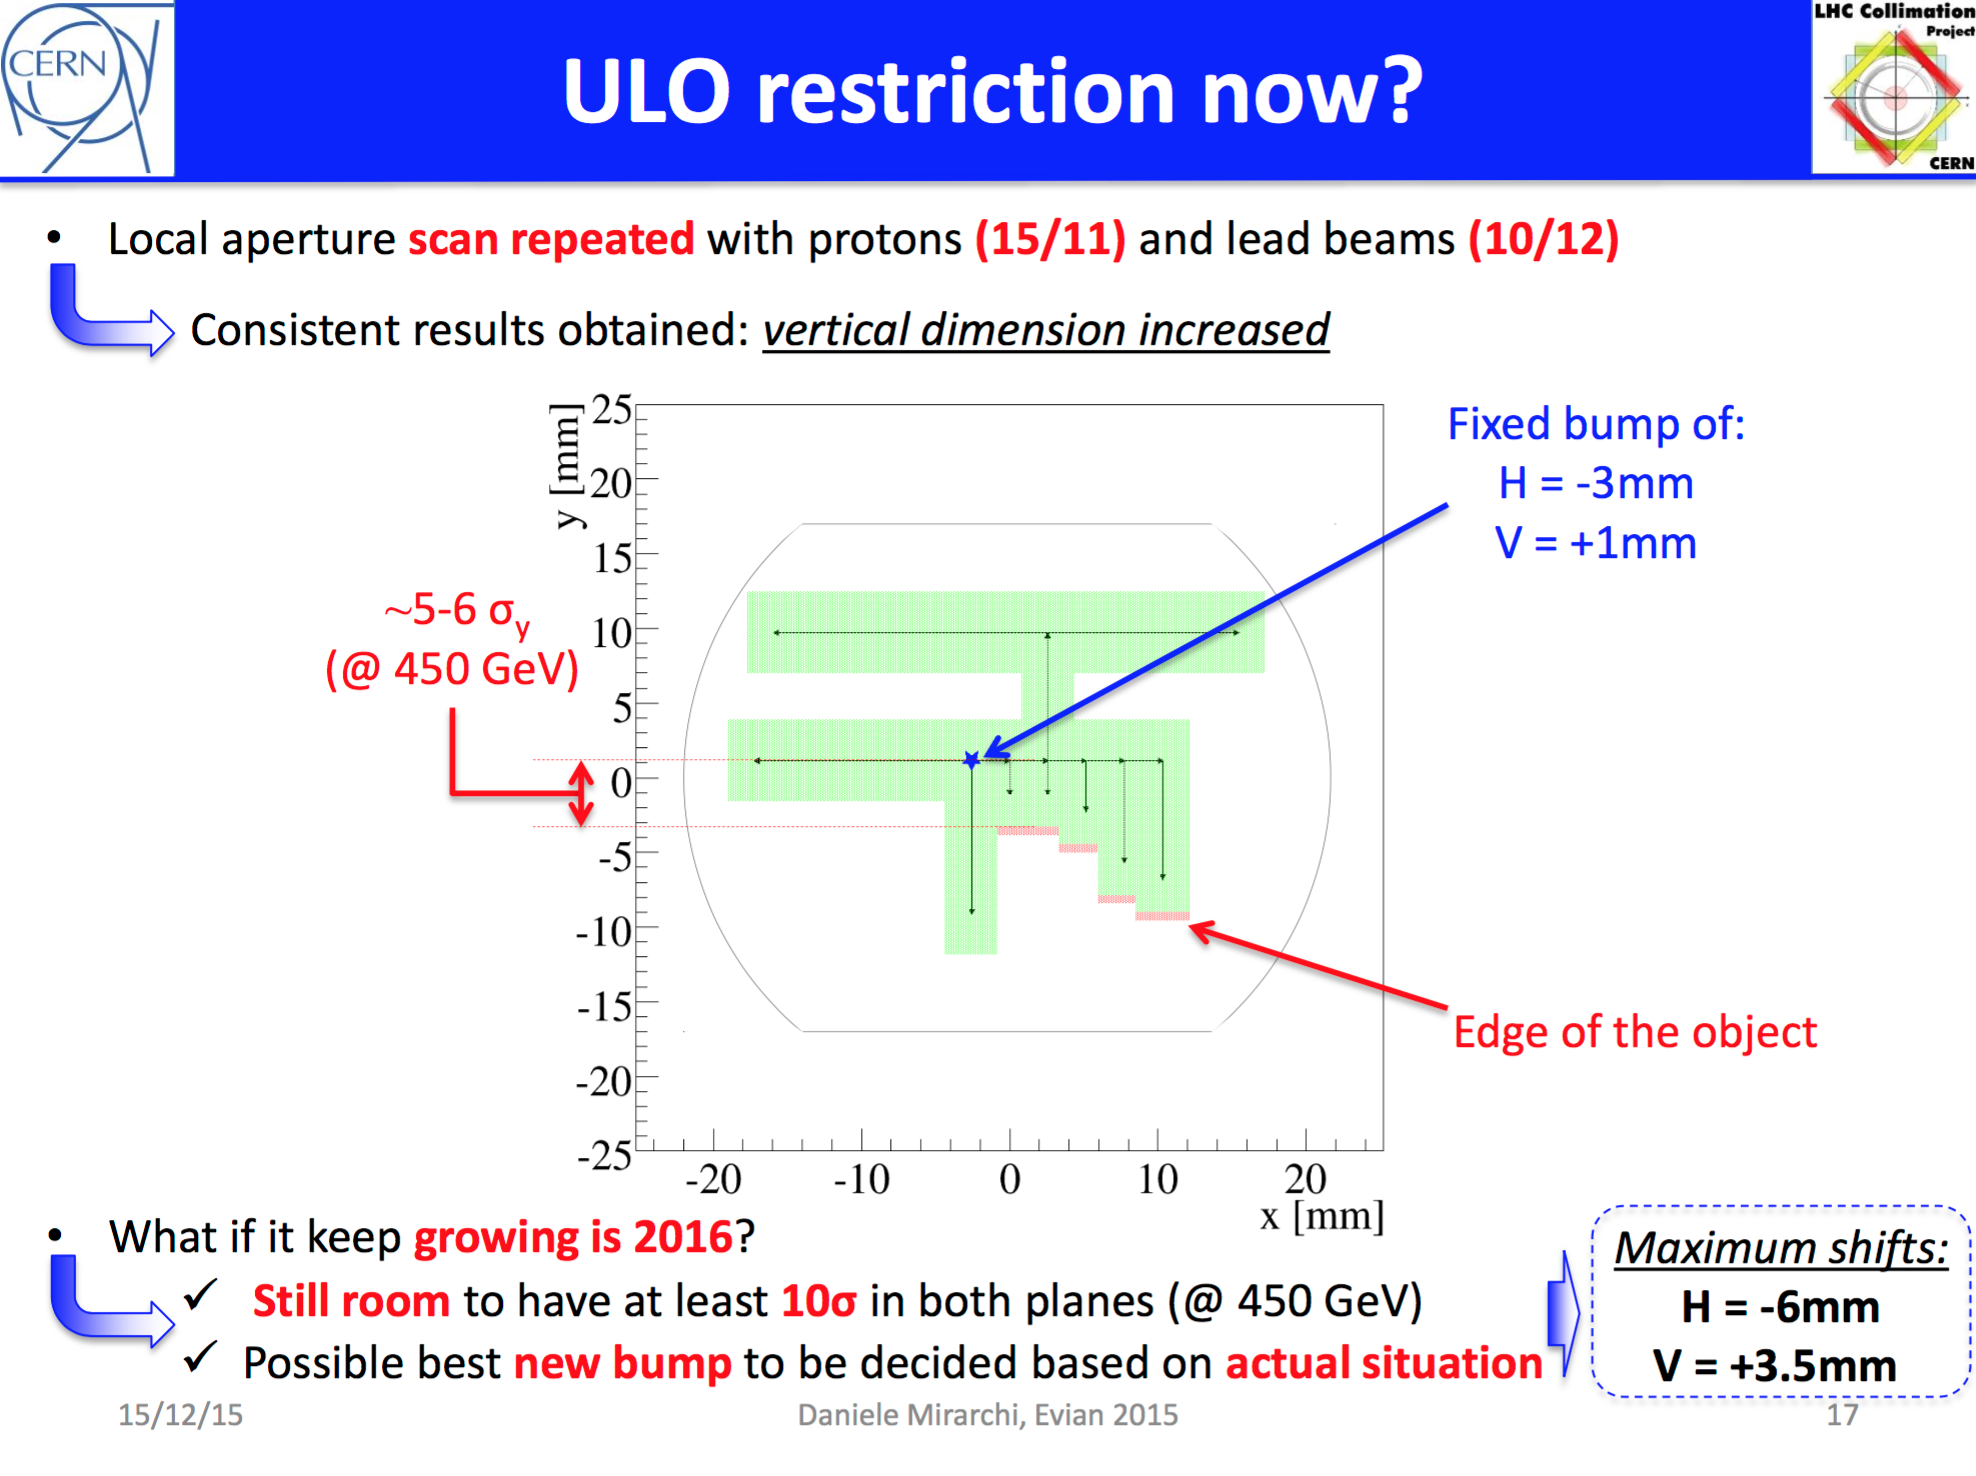 CERN
ULO restriction now?
LHC Collimation
Project
CERN
• Local aperture scan repeated with protons (15/11) and lead beams (10/12)
Consistent results obtained: vertical dimension increased
y [mm]
25
20
15
10
5
0
-5
-10
-15
-20
-25
-20 -10 0 10 20
x [mm]
Fixed bump of:
H = -3mm
V = +1mm
~5-6 σy
(@ 450 GeV)
Edge of the object
• What if it keep growing is 2016?
✓ Still room to have at least 10σ in both planes (@ 450 GeV)
✓ Possible best new bump to be decided based on actual situation
Maximum shifts:
H = -6mm
V = +3.5mm
15/12/15
Daniele Mirarchi, Evian 2015
17